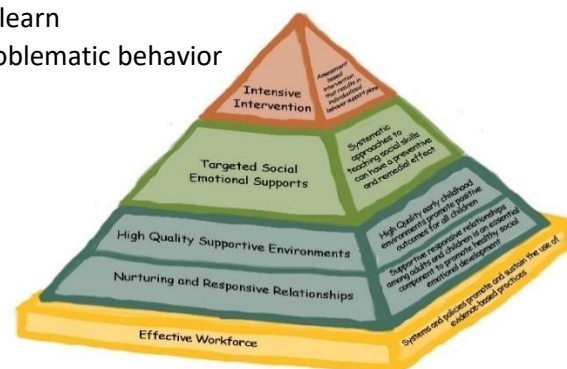 learn
oblematic behavior
Intensive
Intervention
Assessment
based
intervention
that results in
individualized
behavior support plans
Targeted Social
Emotional Supports
Systematic
approaches to
teaching social skills
can have a preventive
and remedial effect
High Quality Supportive Environments
High Quality early childhood
environments promote positive
outcomes for all children
Nurturing and Responsive Relationships
Supportive responsive relationships
among adults and children is an essential
component to promote healthy social
emotional development
Effective Workforce
Systems and policies promote and sustain the use of
evidence-based practices